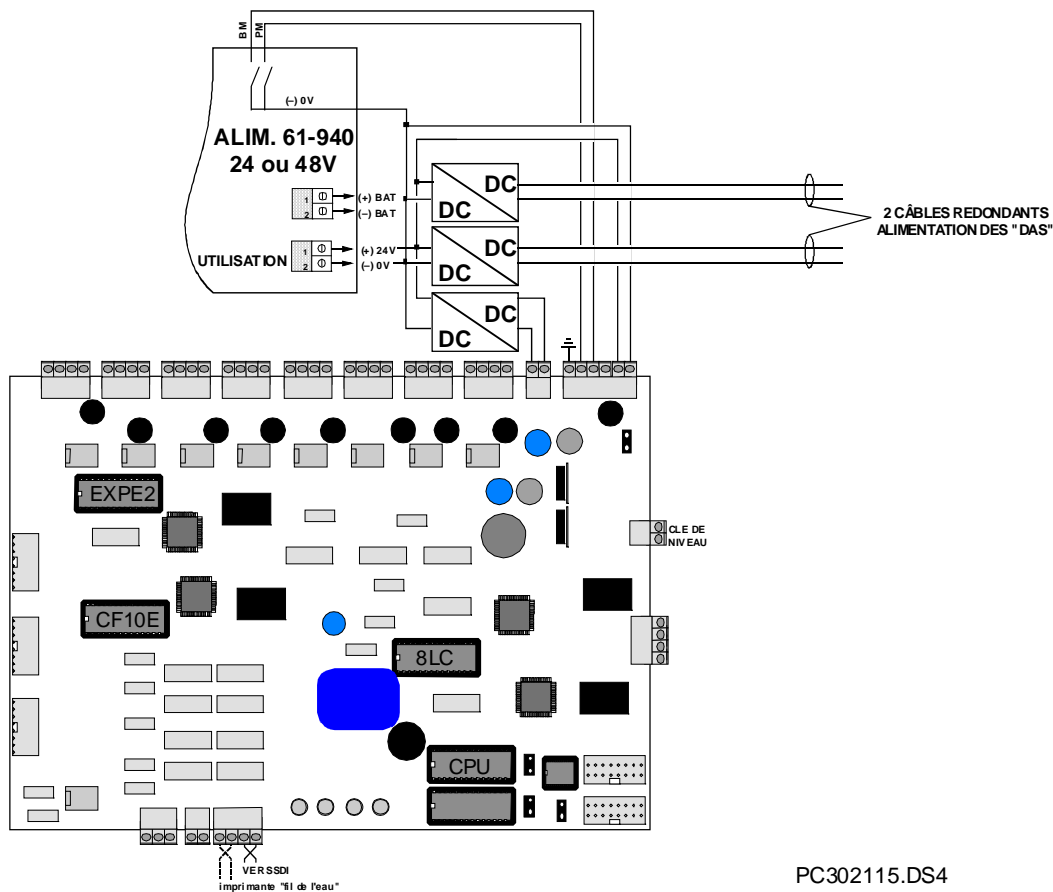 BM
PM
(–) 0V
ALIM. 61-940
24 ou 48V
1
2
(+) BAT
(–) BAT
UTILISATION
1
2
(+) 24V
(–) 0V
DC
DC
DC
DC
DC
DC
2 CÂBLES REDONDANTS
ALIMENTATION DES "DAS"
EXPE2
CF10E
8LC
CPU
CLE DE
NIVEAU
VERS SDI
imprimante "fil de l'eau"
PC302115.DS4